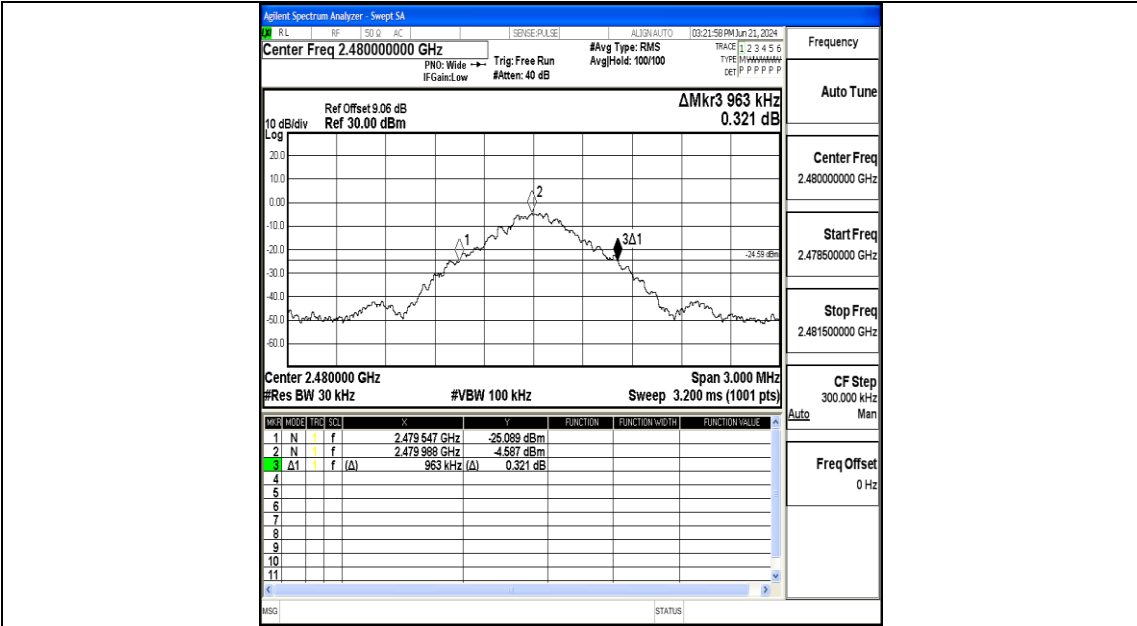 Agilent Spectrum Analyzer - Swept SA
RL RF 50 Ω AC SENSE:PULSE ALIGN AUTO 03:21:58 PM Jun 21, 2024
Center Freq 2.480000000 GHz
PNO: Wide
IFGain:Low
Trig: Free Run
#Atten: 40 dB
#Avg Type: RMS
Avg|Hold: 100/100
TRACE 1 2 3 4 5 6
TYPE
DET P P P P P P
Ref Offset 9.06 dB
10 dB/div Ref 30.00 dBm
Log
ΔMkr3 963 kHz
0.321 dB
20.0
10.0
0.00
-10.0
-20.0
-30.0
-40.0
-50.0
-60.0
1
2
3Δ1
-24.59 dBm
Center 2.480000 GHz Span 3.000 MHz
#Res BW 30 kHz #VBW 100 kHz Sweep 3.200 ms (1001 pts)
MKR MODE TRC SCL X Y FUNCTION FUNCTION WIDTH FUNCTION VALUE
1 N 1 f 2.479 547 GHz -25.089 dBm
2 N 1 f 2.479 988 GHz -4.587 dBm
3 Δ1 1 f (Δ) 963 kHz (Δ) 0.321 dB
4
5
6
7
8
9
10
11
MSG STATUS
Frequency
Auto Tune
Center Freq
2.480000000 GHz
Start Freq
2.478500000 GHz
Stop Freq
2.481500000 GHz
CF Step
300.000 kHz
Auto Man
Freq Offset
0 Hz